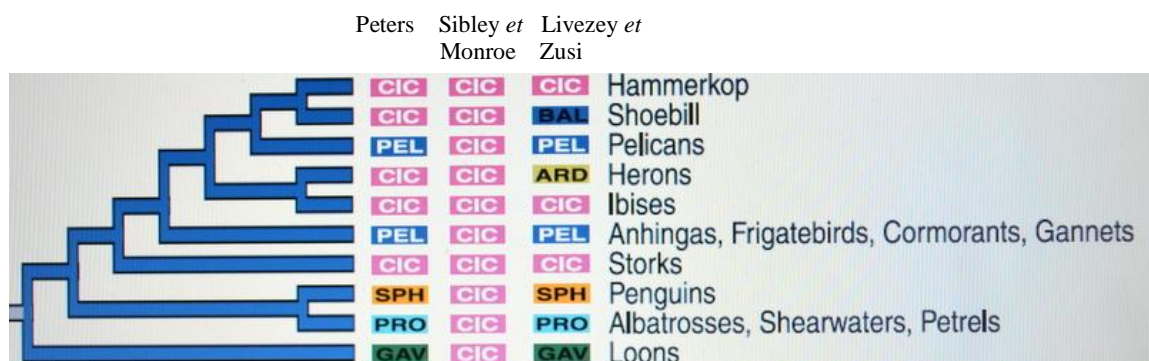 Peters Sibley et Livezey et
Monroe Zusi
CIC CIC CIC Hammerkop
CIC CIC BAL Shoebill
PEL CIC PEL Pelicans
CIC CIC ARD Herons
CIC CIC CIC Ibises
PEL CIC PEL Anhingas, Frigatebirds, Cormorants, Gannets
CIC CIC CIC Storks
SPH CIC SPH Penguins
PRO CIC PRO Albatrosses, Shearwaters, Petrels
GAV CIC GAV Loons